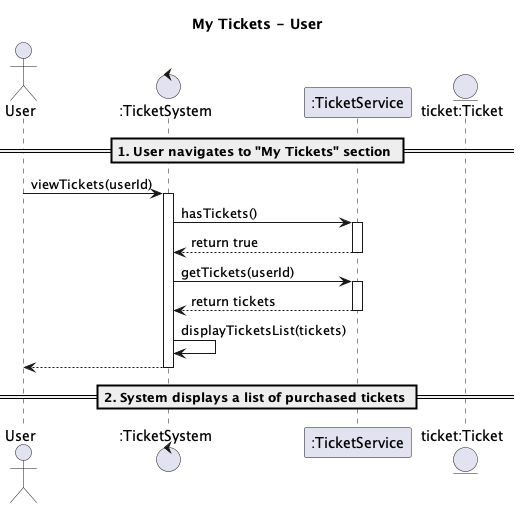 My Tickets - User
User
:TicketSystem
:TicketService
ticket:Ticket
1. User navigates to "My Tickets" section
viewTickets(userId)
hasTickets()
return true
getTickets(userId)
return tickets
displayTicketsList(tickets)
2. System displays a list of purchased tickets
User
:TicketSystem
:TicketService
ticket:Ticket